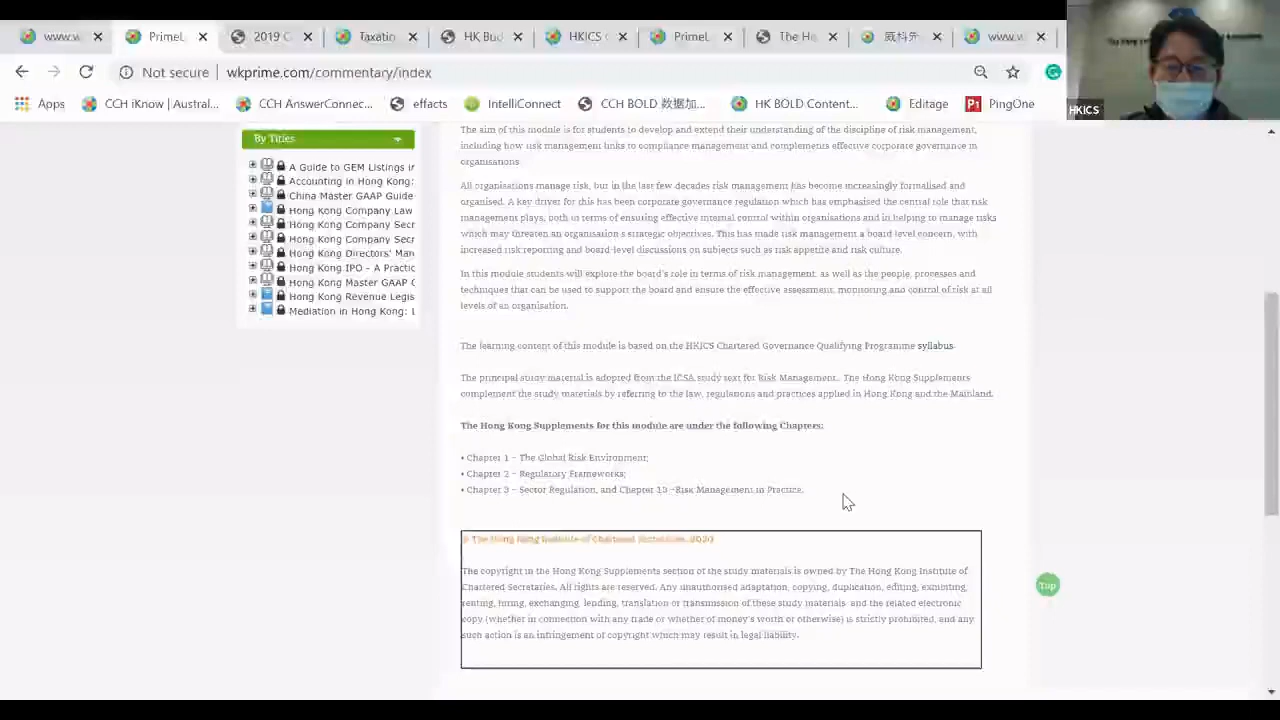 www.w
PrimeL
2019 C
Taxatio
HK Bud
HKICS C
PrimeL
The Ho
威科先
www.w
Not secure
wkprime.com/commentary/index
Apps
CCH iKnow | Austral...
CCH AnswerConnec...
effacts
IntelliConnect
CCH BOLD 数据加...
HK BOLD Content...
Editage
PingOne
HKICS
By Titles
A Guide to GEM Listings in
Accounting in Hong Kong:
China Master GAAP Guide
Hong Kong Company Law
Hong Kong Company Secr
Hong Kong Company Secr
Hong Kong Directors' Man
Hong Kong IPO - A Practic
Hong Kong Master GAAP G
Hong Kong Revenue Legis
Mediation in Hong Kong: L
The aim of this module is for students to develop and extend their understanding of the discipline of risk management,
including how risk management links to compliance management and complements effective corporate governance in
organisations.
All organisations manage risk, but in the last few decades risk management has become increasingly formalised and
organised. A key driver for this has been corporate governance regulation which has emphasised the central role that risk
management plays, both in terms of ensuring effective internal control within organisations and in helping to manage risks
which may threaten an organisation's strategic objectives. This has made risk management a board-level concern, with
increased risk reporting and board-level discussions on subjects such as risk appetite and risk culture.
In this module students will explore the board's role in terms of risk management, as well as the people, processes and
techniques that can be used to support the board and ensure the effective assessment, monitoring and control of risk at all
levels of an organisation.
The learning content of this module is based on the HKICS Chartered Governance Qualifying Programme syllabus.
The principal study material is adopted from the ICSA study text for Risk Management. The Hong Kong Supplements
complement the study materials by referring to the law, regulations and practices applied in Hong Kong and the Mainland.
The Hong Kong Supplements for this module are under the following Chapters:
• Chapter 1 – The Global Risk Environment;
• Chapter 2 – Regulatory Frameworks;
• Chapter 3 – Sector Regulation, and Chapter 13 –Risk Management in Practice.
© The Hong Kong Institute of Chartered Secretaries, 2020
The copyright in the Hong Kong Supplements section of the study materials is owned by The Hong Kong Institute of
Chartered Secretaries. All rights are reserved. Any unauthorised adaptation, copying, duplication, editing, exhibiting,
renting, hiring, exchanging, lending, translation or transmission of these study materials and the related electronic
copy (whether in connection with any trade or whether of money's worth or otherwise) is strictly prohibited, and any
such action is an infringement of copyright which may result in legal liability.
Top